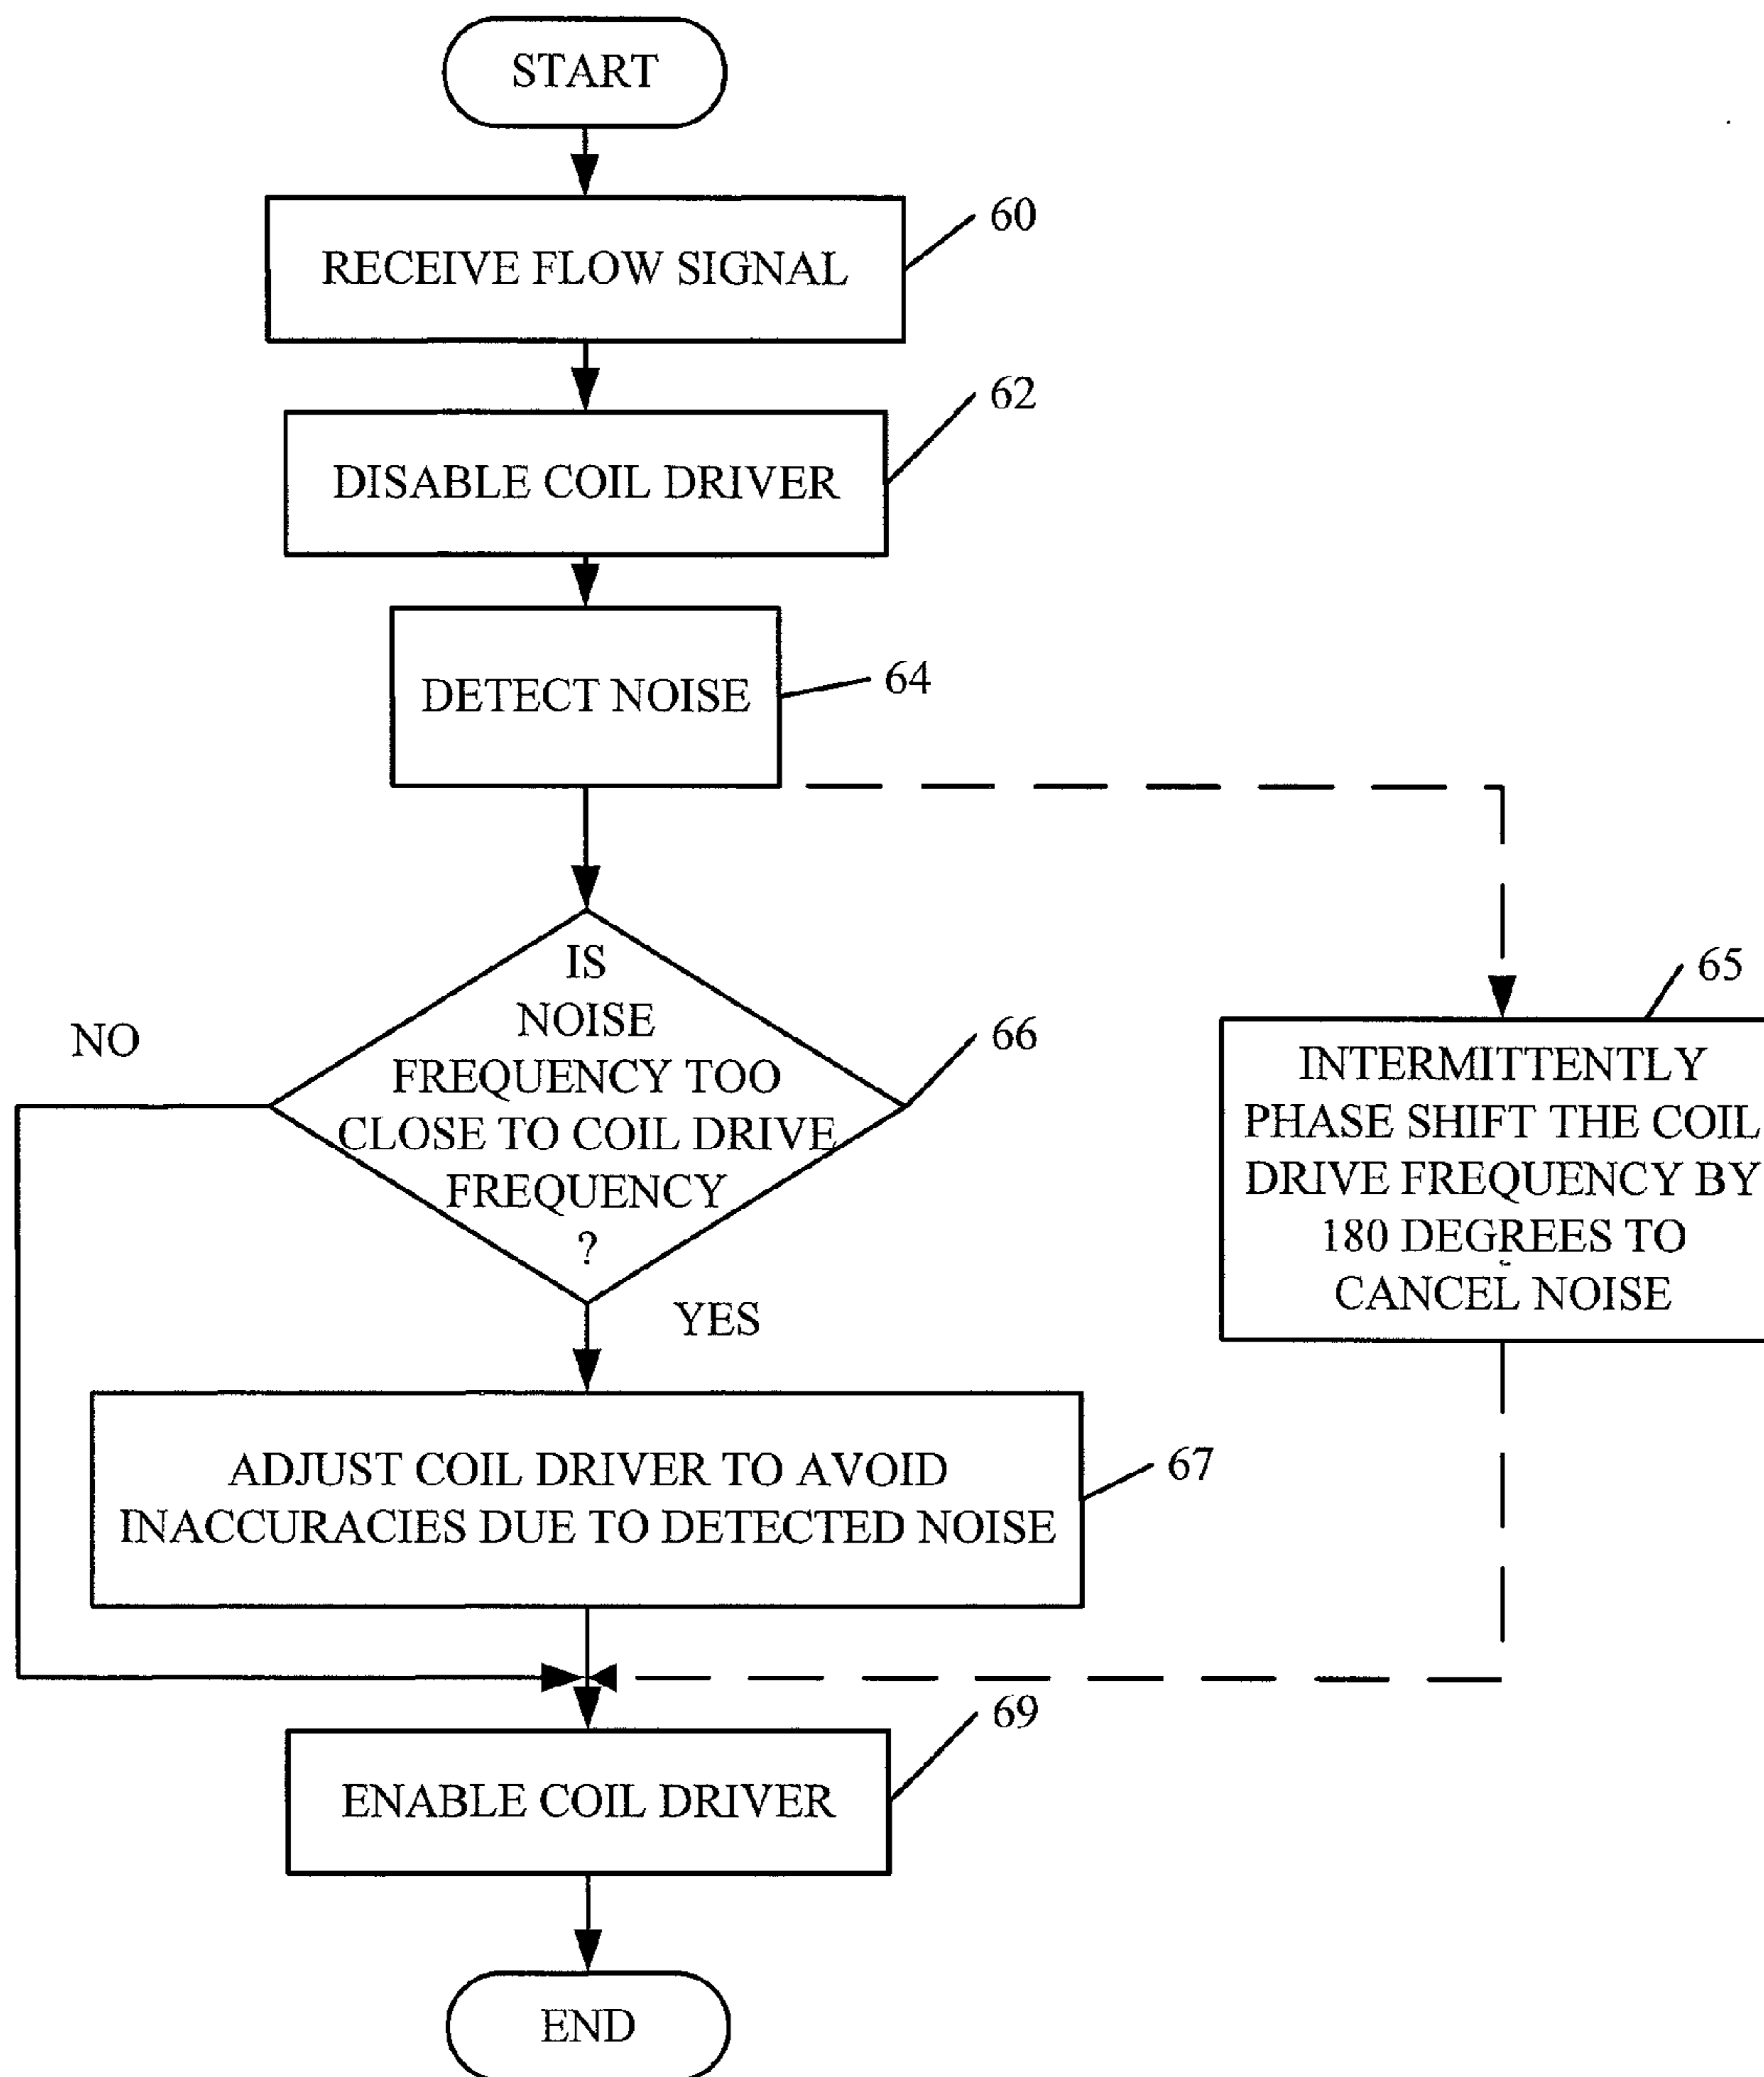 START
RECEIVE FLOW SIGNAL
60
DISABLE COIL DRIVER
62
DETECT NOISE
64
IS
NOISE
FREQUENCY TOO
CLOSE TO COIL DRIVE
FREQUENCY
?
66
NO
YES
65
INTERMITTENTLY
PHASE SHIFT THE COIL
DRIVE FREQUENCY BY
180 DEGREES TO
CANCEL NOISE
ADJUST COIL DRIVER TO AVOID
INACCURACIES DUE TO DETECTED NOISE
67
ENABLE COIL DRIVER
69
END